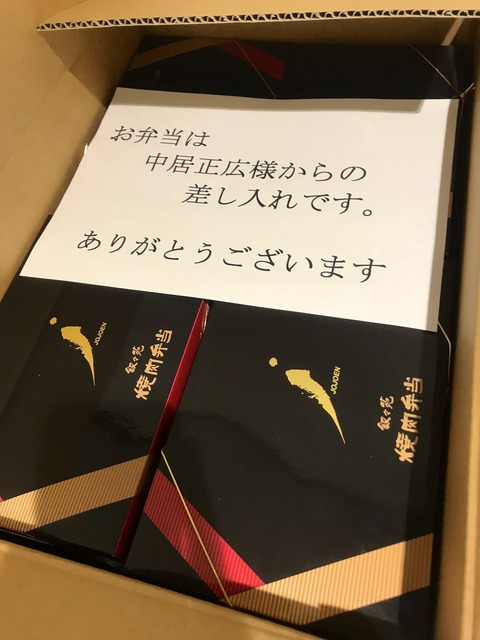 お弁当は
中居正広様からの
差し入れです。
ありがとうございます
JOJOEN
叙々苑
焼肉弁当
JOJOEN
叙々苑
焼肉弁当